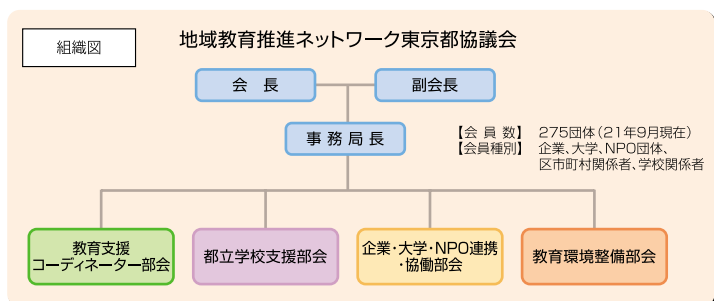 組織図
地域教育推進ネットワーク東京都協議会
会 長
副会長
事務局長
【会 員 数】 275団体(21年9月現在)
【会員種別】 企業、大学、NPO団体、
区市町村関係者、学校関係者
教育支援
コーディネーター部会
都立学校支援部会
企業・大学・NPO連携
・協働部会
教育環境整備部会